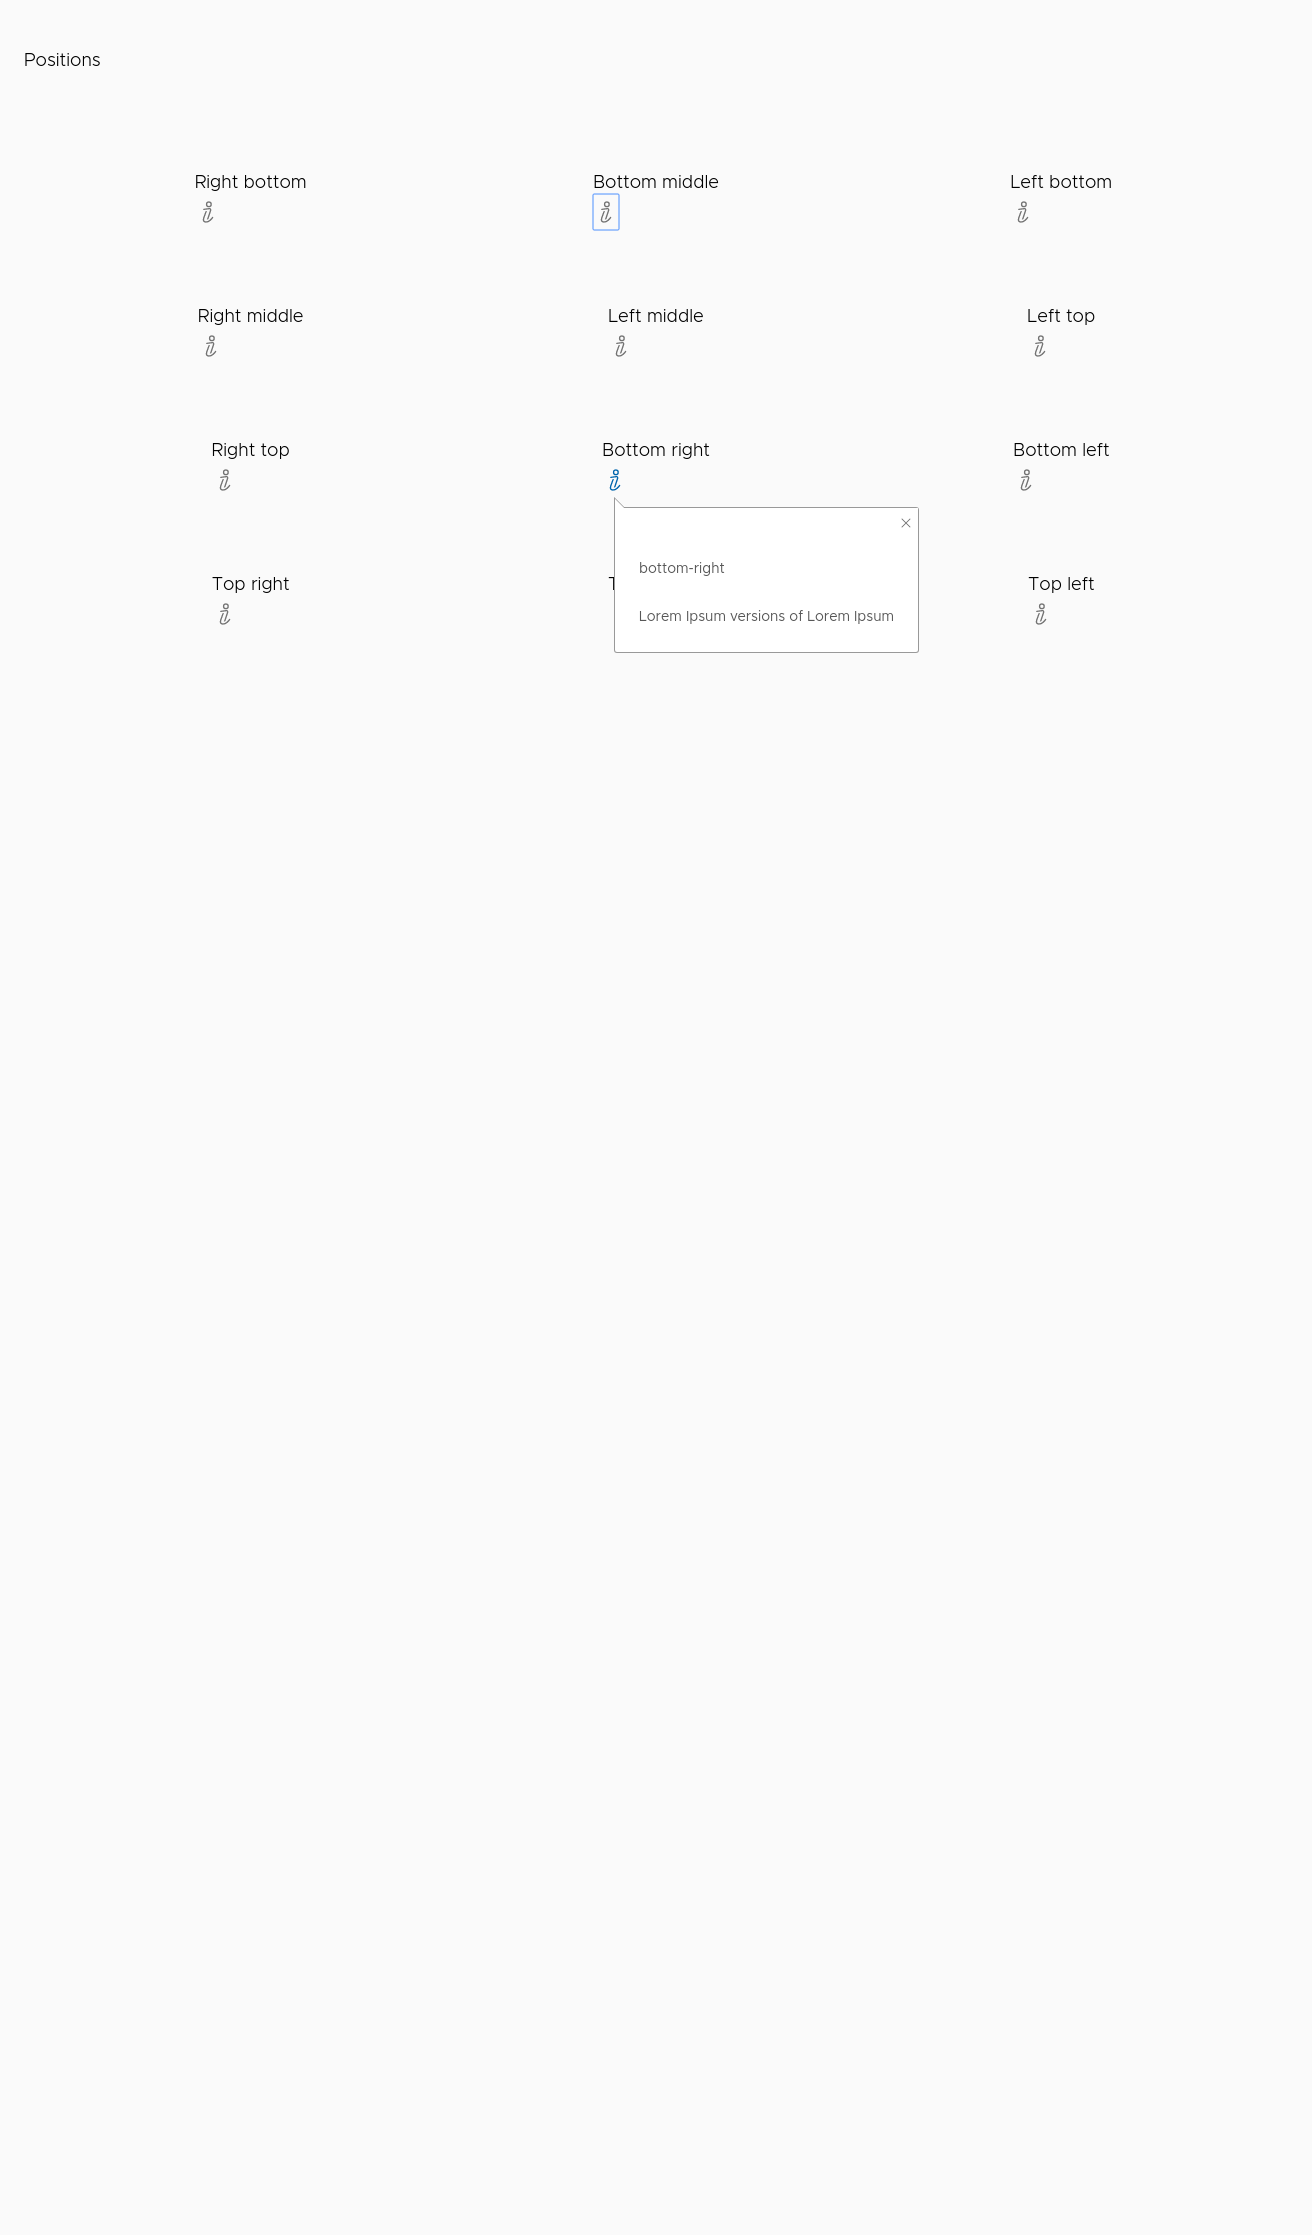 Positions
Right bottom
Bottom middle
Left bottom
Right middle
Left middle
Left top
Right top
Bottom right
Bottom left
bottom-right
Lorem Ipsum versions of Lorem Ipsum
Top right
Top left